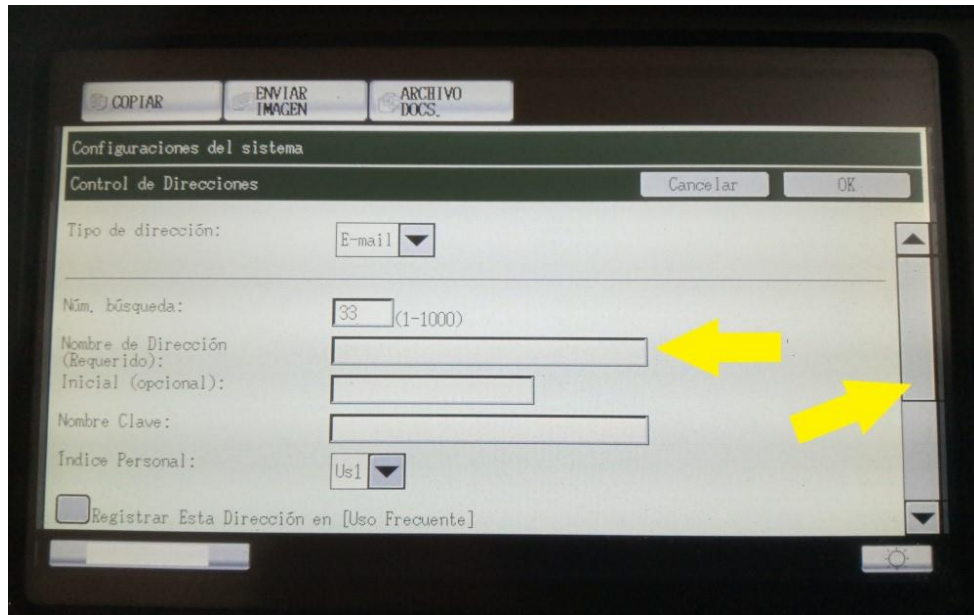 COPIAR
ENVIAR
IMAGEN
ARCHIVO
DOCS.
Configuraciones del sistema
Control de Direcciones
Cancelar
OK
Tipo de dirección:
E-mail
Núm. búsqueda:
33
(1-1000)
Nombre de Dirección
(Requerido):
Inicial (opcional):
Nombre Clave:
Índice Personal:
Us1
Registrar Esta Dirección en [Uso Frecuente]